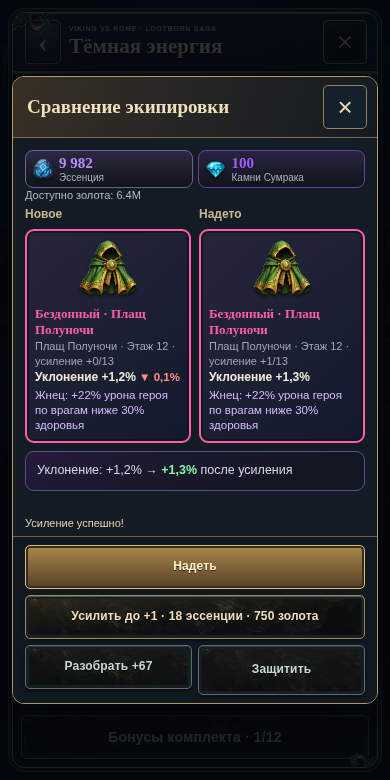 VIKING VS ROME · LOOTBORN SAGA
Тёмная энергия
Сравнение экипировки
9 982
Эссенция
100
Камни Сумрака
Доступно золота: 6.4M
Новое
Надето
Бездонный · Плащ
Полуночи
Плащ Полуночи · Этаж 12 ·
усиление +0/13
Уклонение +1,2% ▼ 0,1%
Жнец: +22% урона героя
по врагам ниже 30%
здоровья
Бездонный · Плащ
Полуночи
Плащ Полуночи · Этаж 12 ·
усиление +1/13
Уклонение +1,3%
Жнец: +22% урона героя
по врагам ниже 30%
здоровья
Уклонение: +1,2% → +1,3% после усиления
Усиление успешно!
Надеть
Усилить до +1 · 18 эссенции · 750 золота
Разобрать +67
Защитить
Бонусы комплекта · 1/12